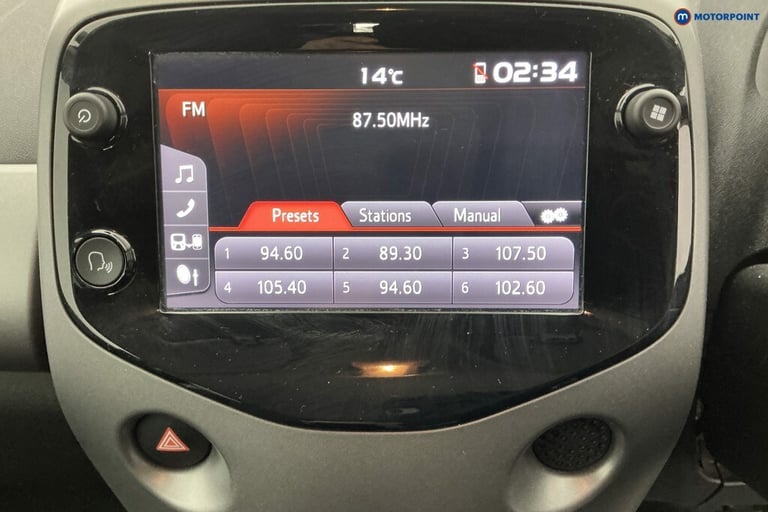 MOTORPOINT
14°C 02:34
FM
87.50MHz
Presets Stations Manual
1 94.60 2 89.30 3 107.50
4 105.40 5 94.60 6 102.60